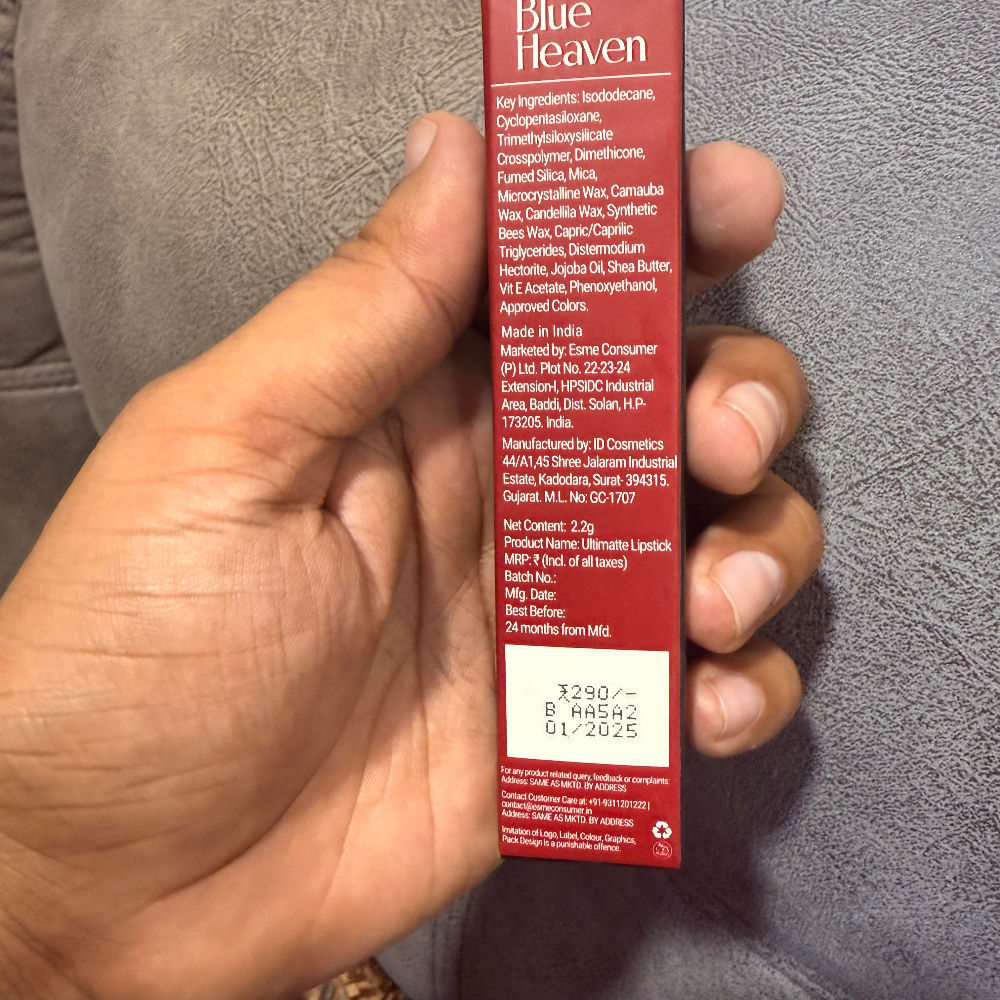 Blue
Heaven
Key Ingredients: Isododecane,
Cyclopentasiloxane,
Trimethylsiloxysilicate
Crosspolymer, Dimethicone,
Fumed Silica, Mica,
Microcrystalline Wax, Carnauba
Wax, Candellila Wax, Synthetic
Bees Wax, Capric/Caprilic
Triglycerides, Distermodium
Hectorite, Jojoba Oil, Shea Butter,
Vit E Acetate, Phenoxyethanol,
Approved Colors.
Made in India
Marketed by: Esme Consumer
(P) Ltd. Plot No. 22-23-24
Extension-I, HPSIDC Industrial
Area, Baddi, Dist. Solan, H.P-
173205. India.
Manufactured by: ID Cosmetics
44/A1,45 Shree Jalaram Industrial
Estate, Kadodara, Surat- 394315.
Gujarat. M.L. No: GC-1707
Net Content: 2.2g
Product Name: Ultimatte Lipstick
MRP: ₹ (Incl. of all taxes)
Batch No.:
Mfg. Date:
Best Before:
24 months from Mfd.
₹290/-
B AA5A2
01/2025
For any product related query, feedback or complaints:
Address: SAME AS MKTD. BY ADDRESS
Contact Customer Care at: +91-9311201222 |
contact@esmeconsumer.in
Address: SAME AS MKTD. BY ADDRESS
Imitation of Logo, Label, Colour, Graphics,
Pack Design is a punishable offence.